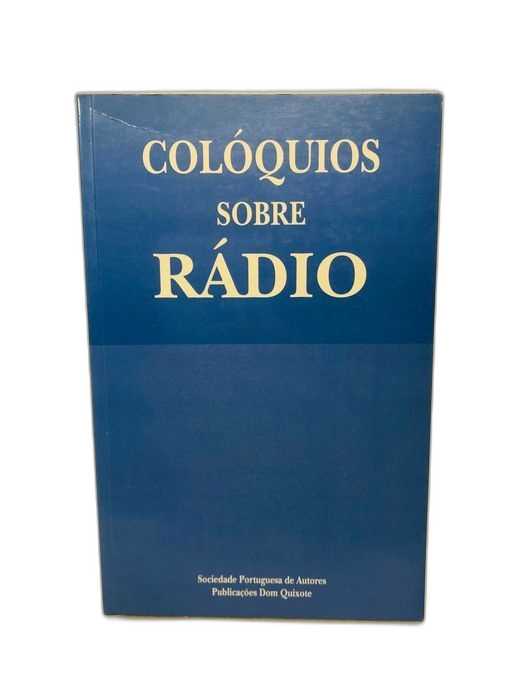 COLÓQUIOS
SOBRE
RÁDIO
Sociedade Portuguesa de Autores
Publicações Dom Quixote